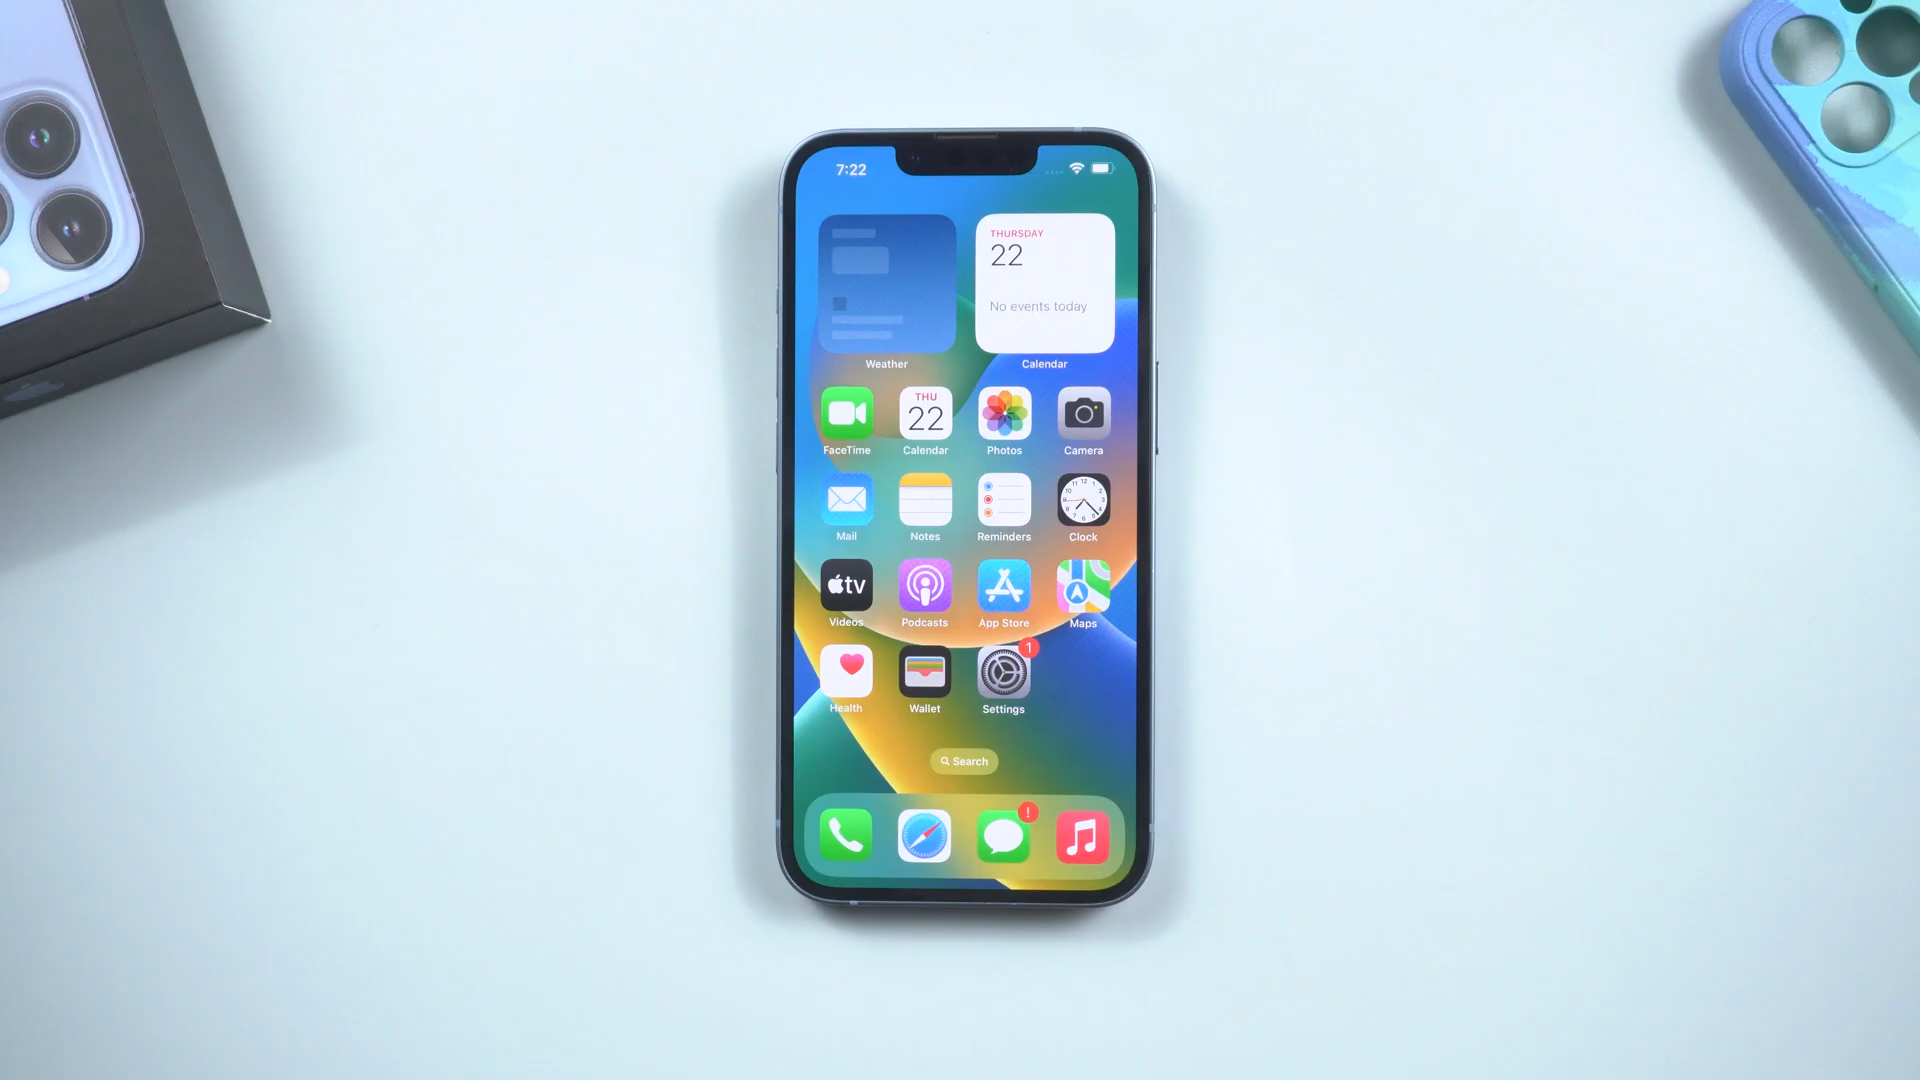 7:22
THURSDAY
22
No events today
Weather
Calendar
THU
22
FaceTime
Calendar
Photos
Camera
Mail
Notes
Reminders
Clock
tv
Videos
Podcasts
App Store
Maps
1
Health
Wallet
Settings
Search
!